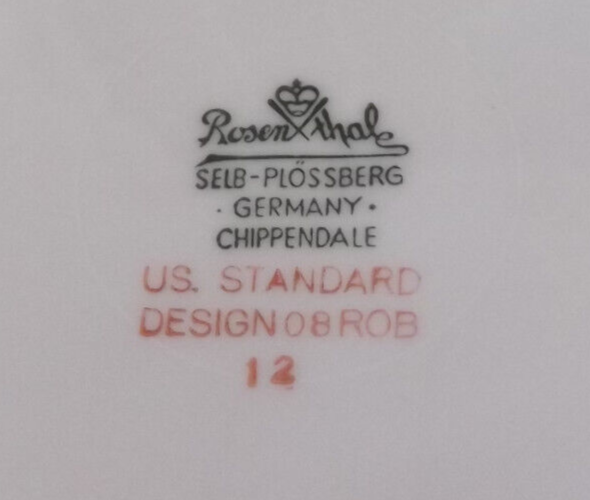 Rosenthal
SELB-PLÖSSBERG
· GERMANY ·
CHIPPENDALE
US. STANDARD
DESIGN 08 ROB
12